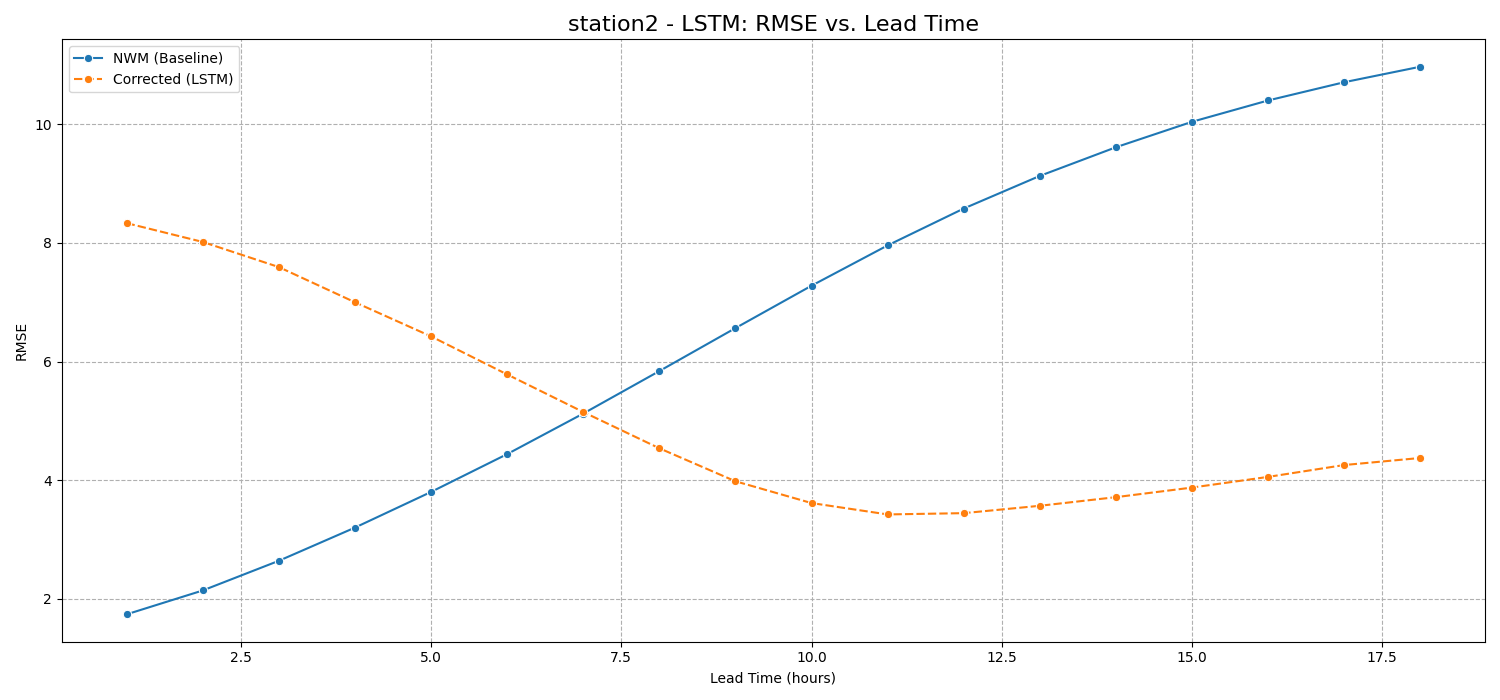 station2 - LSTM: RMSE vs. Lead Time
NWM (Baseline)
Corrected (LSTM)
RMSE
10
8
6
4
2
2.5 5.0 7.5 10.0 12.5 15.0 17.5
Lead Time (hours)